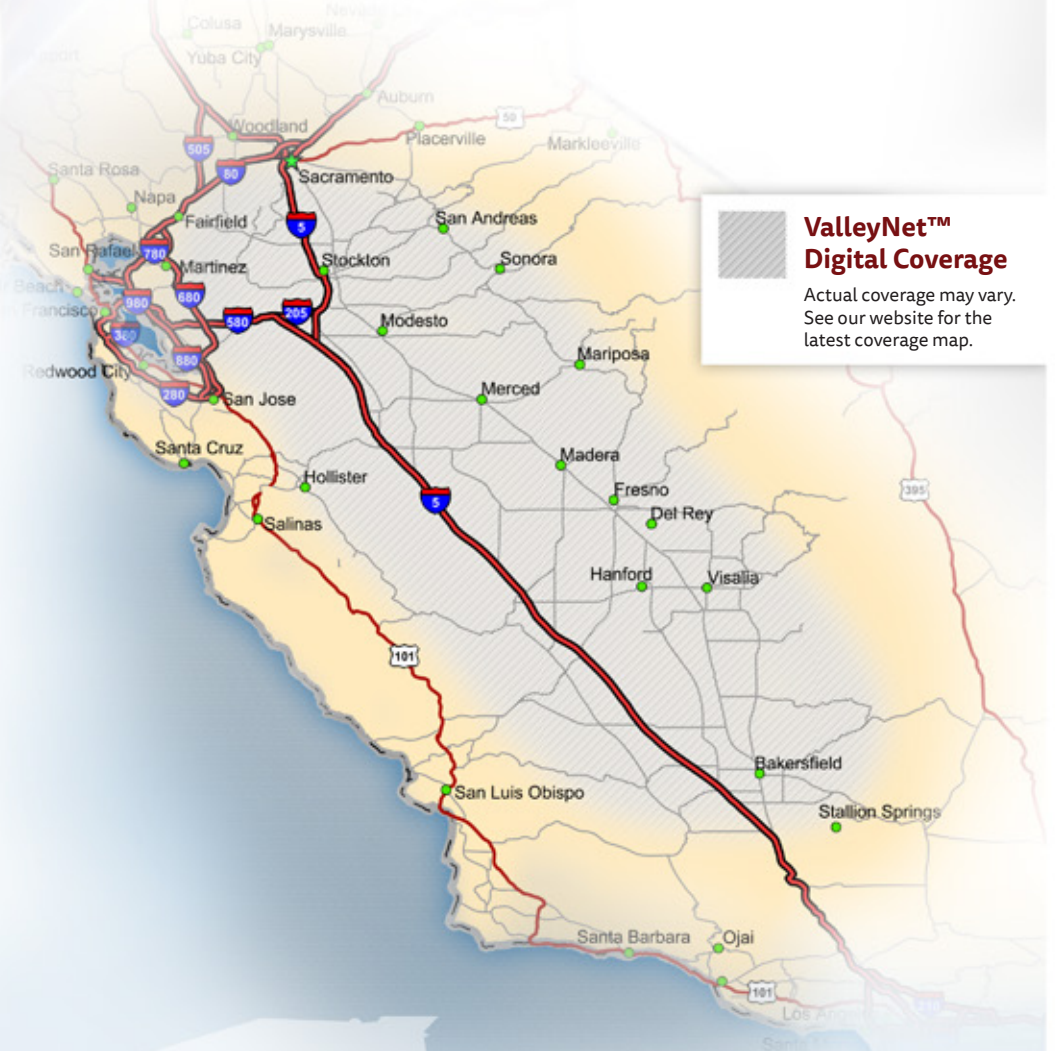 Colusa
Marysville
Yuba City
Auburn
Woodland
50
Placerville
Markleeville
505
80
Santa Rosa
Sacramento
Napa
Fairfield
San Andreas
5
San Rafael
780
Martinez
Stockton
Sonora
Beach
980
680
Francisco
580
205
Modesto
380
880
Mariposa
Redwood City
280
San Jose
Merced
Santa Cruz
Madera
Hollister
5
Fresno
395
Salinas
Del Rey
Hanford
Visalia
101
Bakersfield
San Luis Obispo
Stallion Springs
Santa Barbara
Ojai
101
ValleyNet™
Digital Coverage
Actual coverage may vary.
See our website for the
latest coverage map.